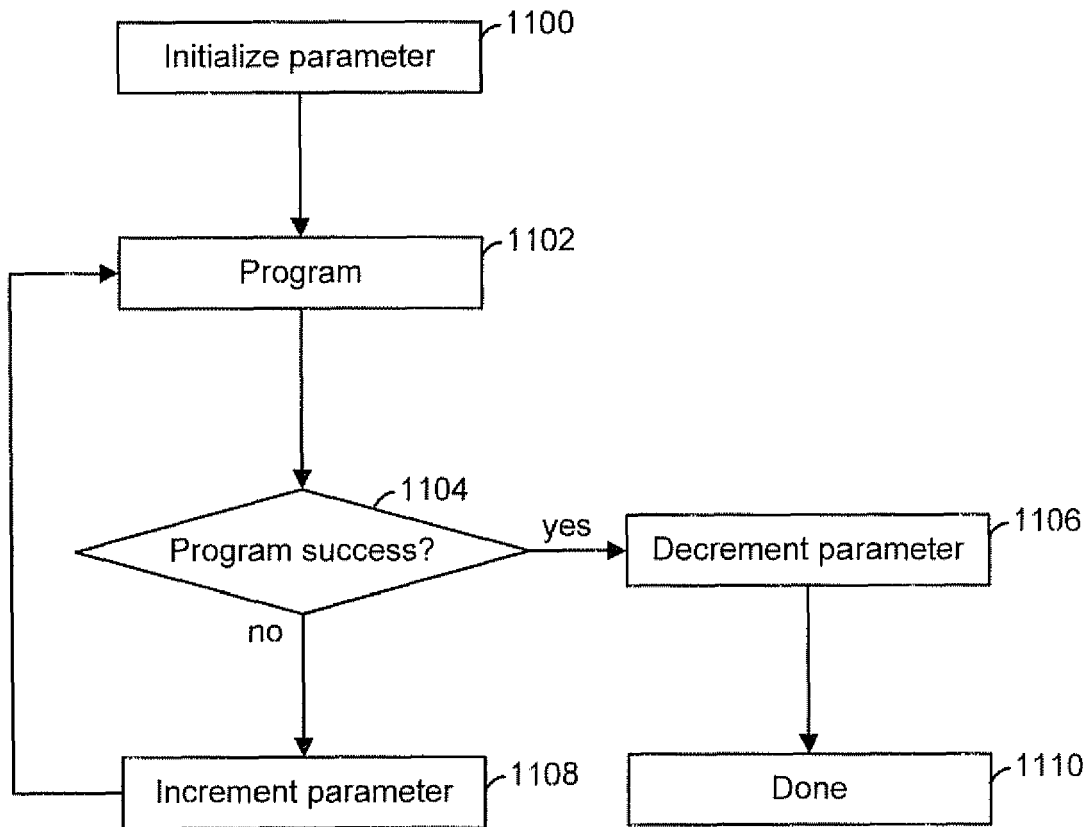 1100
Initialize parameter
1102
Program
1104
Program success?
yes
1106
Decrement parameter
no
1108
Increment parameter
1110
Done